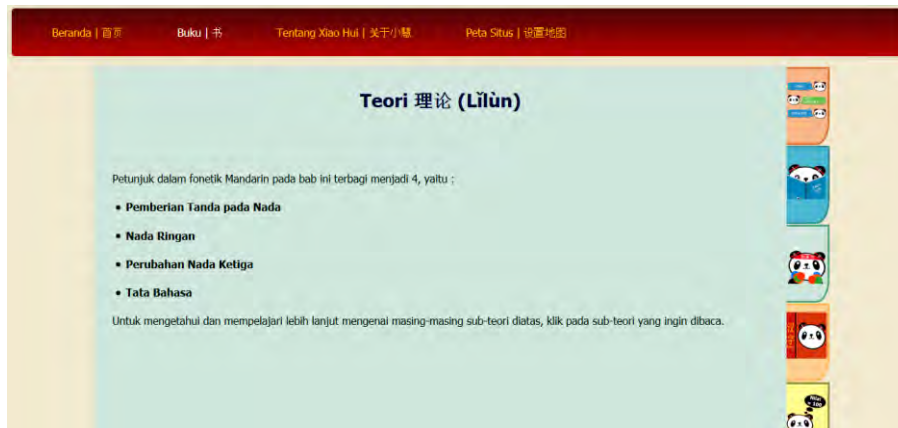 Beranda | 首页 Buku | 书 Tentang Xiao Hui | 关于小慧 Peta Situs | 设置地图
Teori 理论 (Lǐlùn)
Petunjuk dalam fonetik Mandarin pada bab ini terbagi menjadi 4, yaitu :
• Pemberian Tanda pada Nada
• Nada Ringan
• Perubahan Nada Ketiga
• Tata Bahasa
Untuk mengetahui dan mempelajari lebih lanjut mengenai masing-masing sub-teori diatas, klik pada sub-teori yang ingin dibaca.